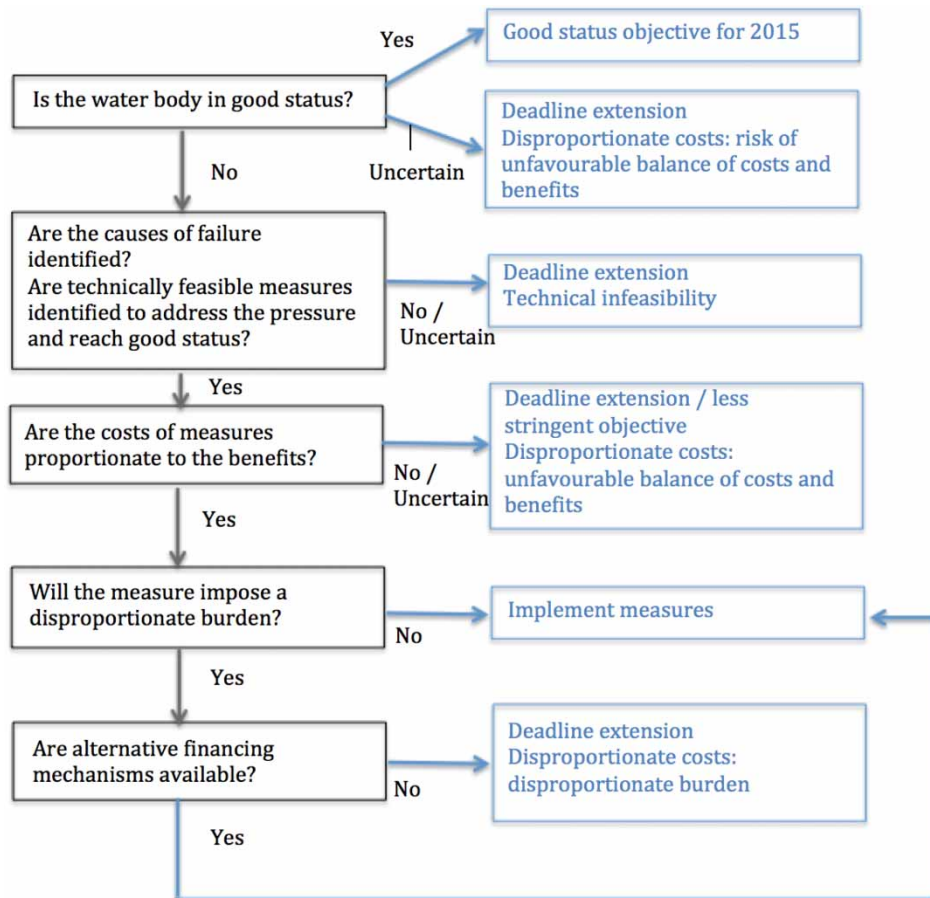 Yes
Good status objective for 2015
Is the water body in good status?
Deadline extension
Disproportionate costs: risk of
unfavourable balance of costs and
benefits
No
Uncertain
Are the causes of failure
identified?
Are technically feasible measures
identified to address the pressure
and reach good status?
Deadline extension
Technical infeasibility
No /
Uncertain
Yes
Are the costs of measures
proportionate to the benefits?
Deadline extension / less
stringent objective
Disproportionate costs:
unfavourable balance of costs and
benefits
No /
Uncertain
Yes
Will the measure impose a
disproportionate burden?
Implement measures
No
Yes
Are alternative financing
mechanisms available?
Deadline extension
Disproportionate costs:
disproportionate burden
No
Yes